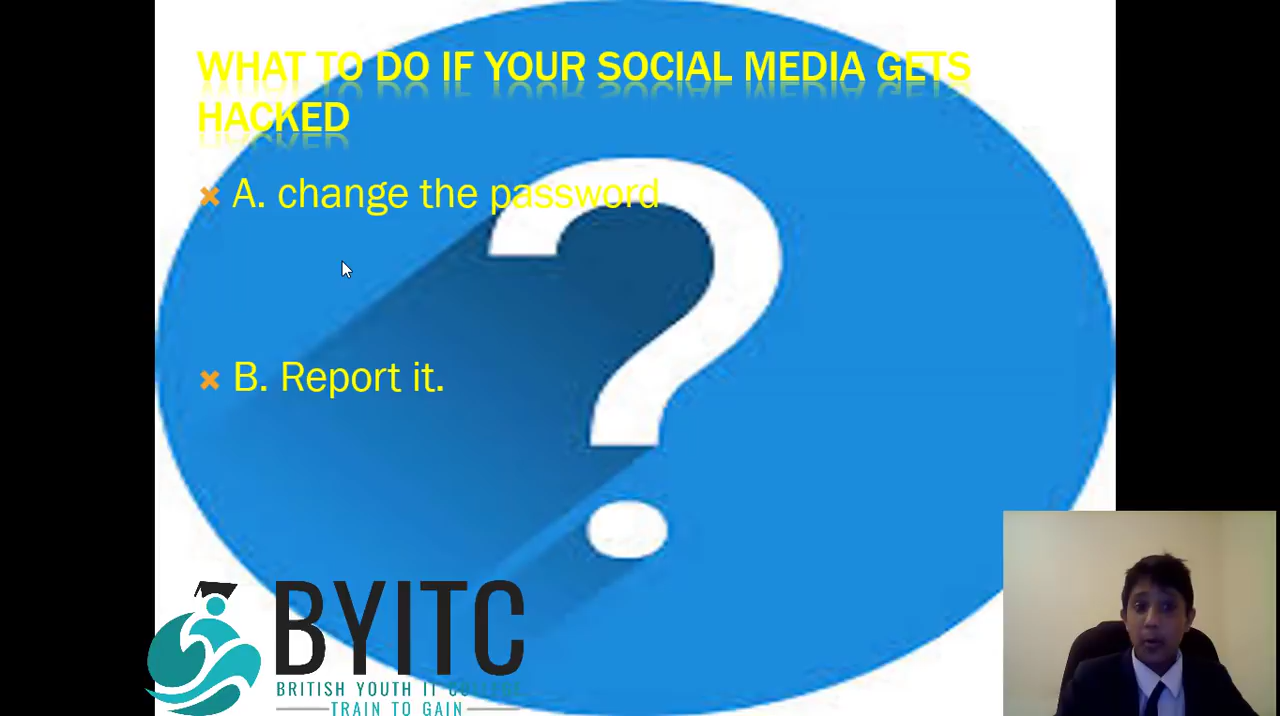 WHAT TO DO IF YOUR SOCIAL MEDIA GETS
HACKED
A. change the password
B. Report it.
BYITC
BRITISH YOUTH IT COLLEGE
TRAIN TO GAIN